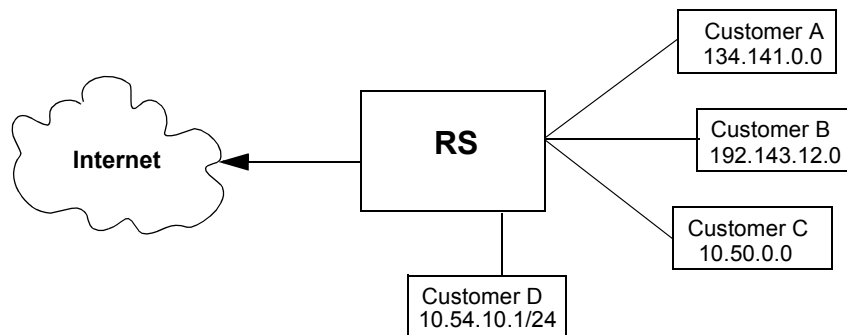 Customer A
134.141.0.0
Internet
RS
Customer B
192.143.12.0
Customer C
10.50.0.0
Customer D
10.54.10.1/24